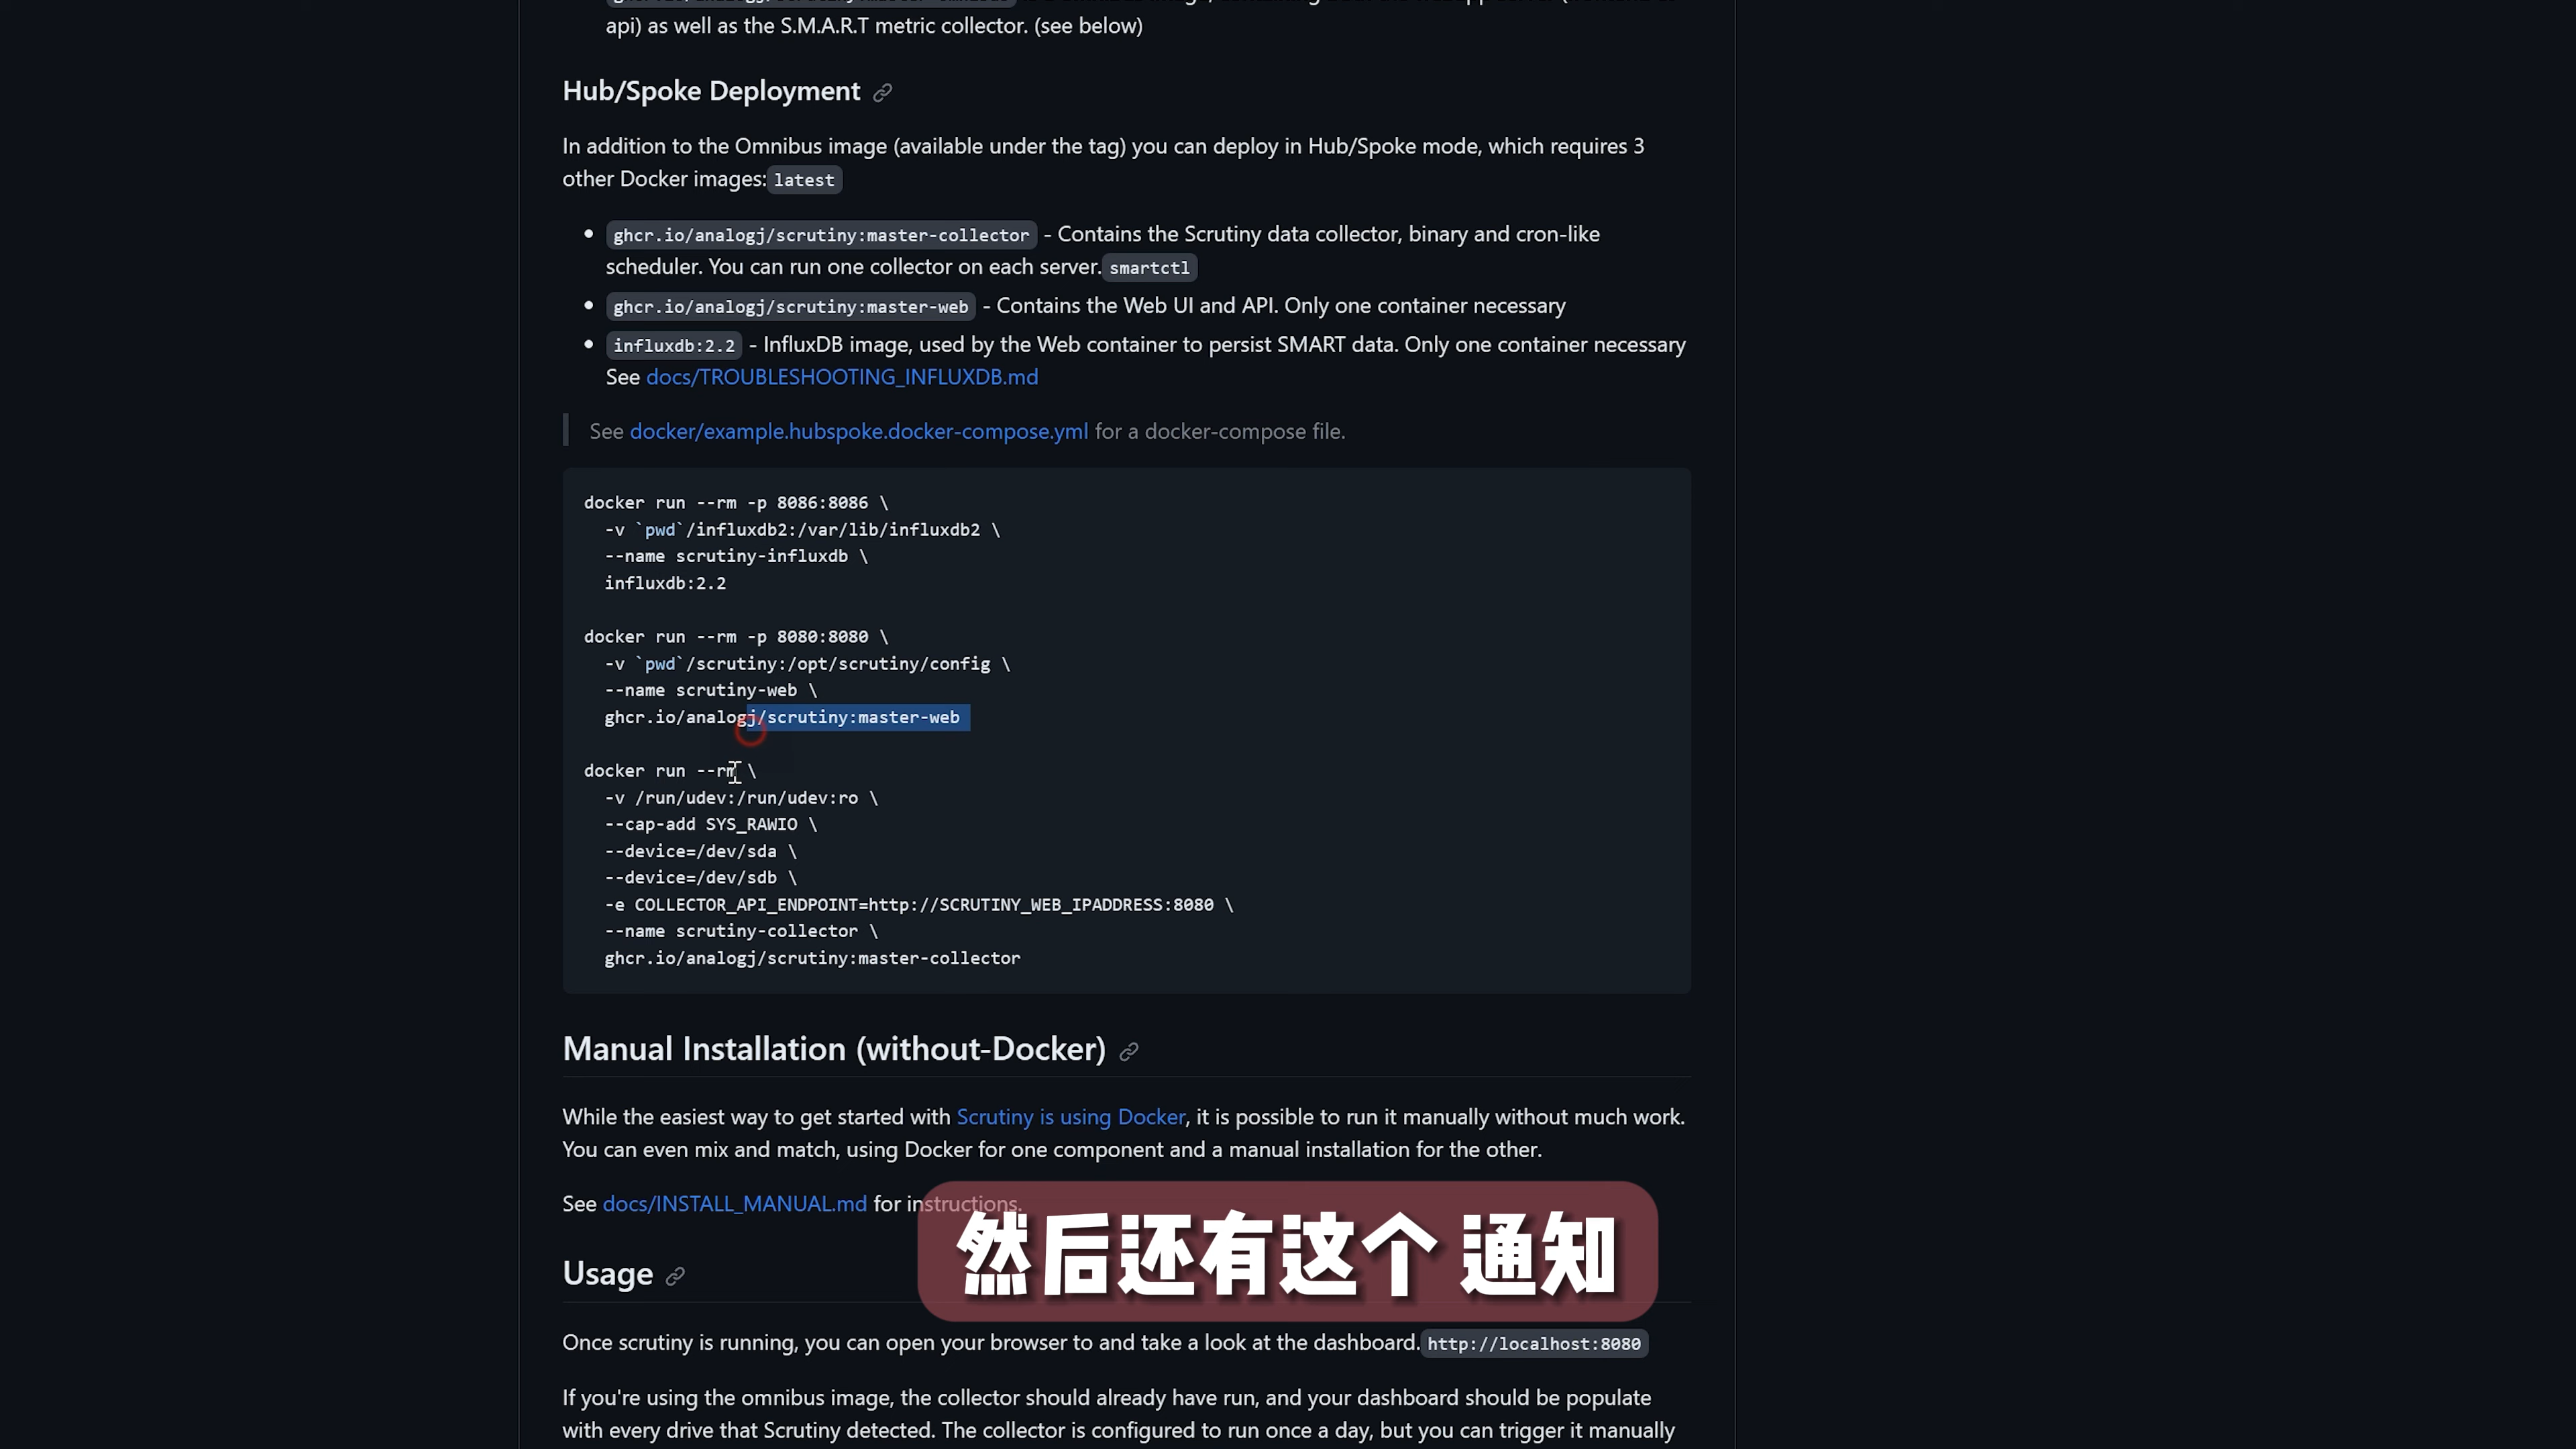 api) as well as the S.M.A.R.T metric collector. (see below)
Hub/Spoke Deployment
In addition to the Omnibus image (available under the tag) you can deploy in Hub/Spoke mode, which requires 3
other Docker images: latest
ghcr.io/analogj/scrutiny:master-collector - Contains the Scrutiny data collector, binary and cron-like
scheduler. You can run one collector on each server. smartctl
ghcr.io/analogj/scrutiny:master-web - Contains the Web UI and API. Only one container necessary
influxdb:2.2 - InfluxDB image, used by the Web container to persist SMART data. Only one container necessary
See docs/TROUBLESHOOTING_INFLUXDB.md
See docker/example.hubspoke.docker-compose.yml for a docker-compose file.
docker run --rm -p 8086:8086 \
-v `pwd`/influxdb2:/var/lib/influxdb2 \
--name scrutiny-influxdb \
influxdb:2.2
docker run --rm -p 8080:8080 \
-v `pwd`/scrutiny:/opt/scrutiny/config \
--name scrutiny-web \
ghcr.io/analogj/scrutiny:master-web
docker run --rm \
-v /run/udev:/run/udev:ro \
--cap-add SYS_RAWIO \
--device=/dev/sda \
--device=/dev/sdb \
-e COLLECTOR_API_ENDPOINT=http://SCRUTINY_WEB_IPADDRESS:8080 \
--name scrutiny-collector \
ghcr.io/analogj/scrutiny:master-collector
Manual Installation (without-Docker)
While the easiest way to get started with Scrutiny is using Docker, it is possible to run it manually without much work.
You can even mix and match, using Docker for one component and a manual installation for the other.
See docs/INSTALL_MANUAL.md for instructions.
然后还有这个 通知
Usage
Once scrutiny is running, you can open your browser to and take a look at the dashboard. http://localhost:8080
If you're using the omnibus image, the collector should already have run, and your dashboard should be populate
with every drive that Scrutiny detected. The collector is configured to run once a day, but you can trigger it manually